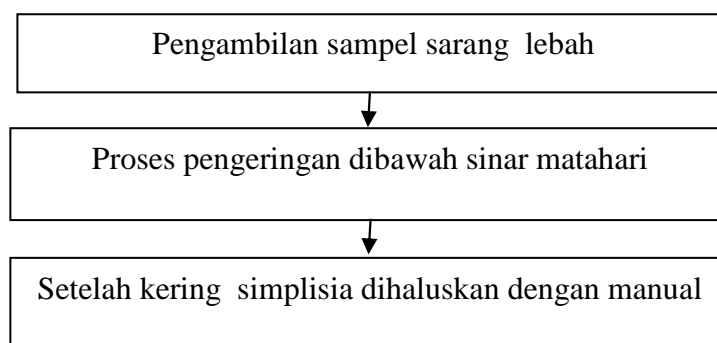 Pengambilan sampel sarang  lebah
Proses pengeringan dibawah sinar matahari
Setelah kering  simplisia dihaluskan dengan manual